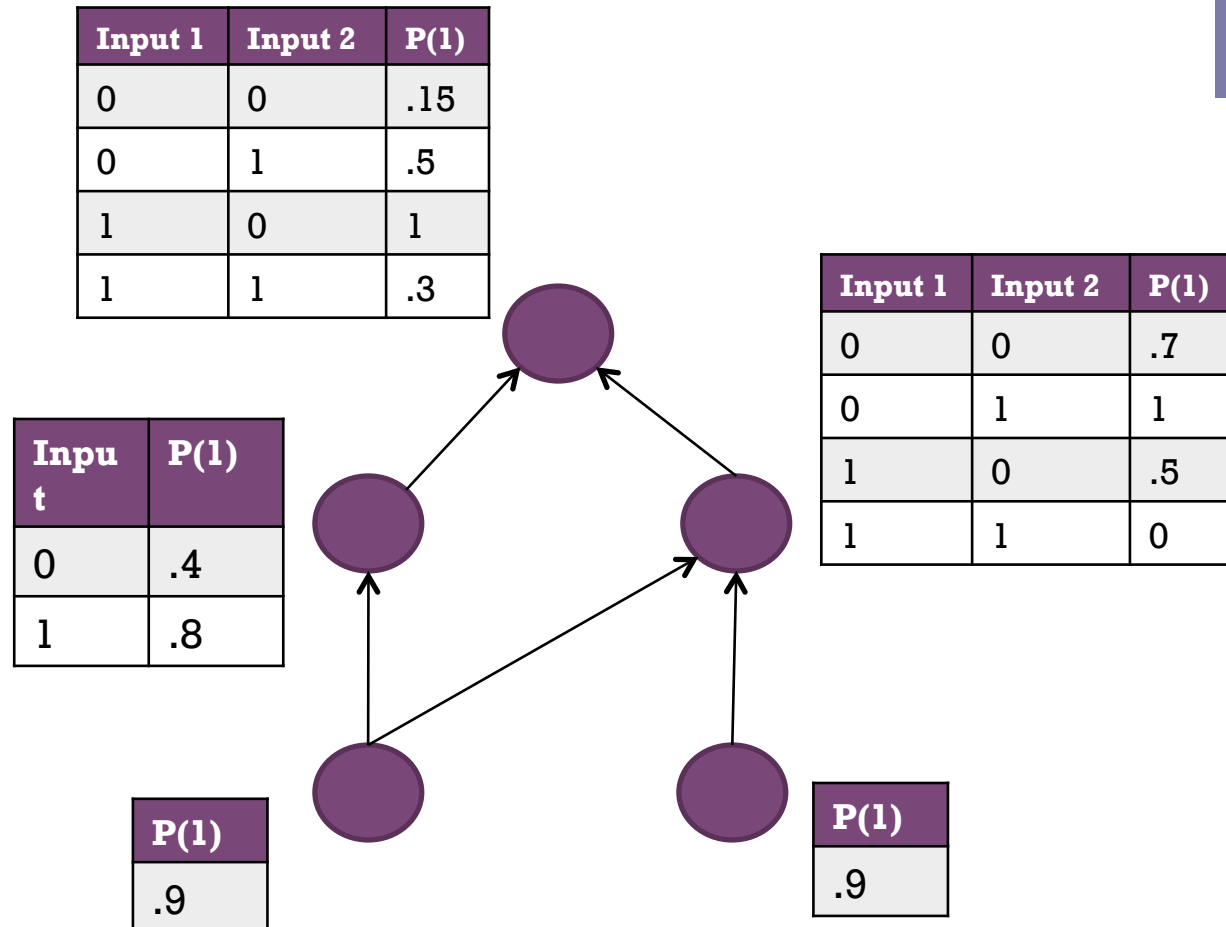 Input 1 Input 2 P(1)
0 0 .15
0 1 .5
1 0 1
1 1 .3
Input 1 Input 2 P(1)
0 0 .7
0 1 1
1 0 .5
1 1 0
Inpu P(1)
t
0 .4
1 .8
P(1)
.9
P(1)
.9